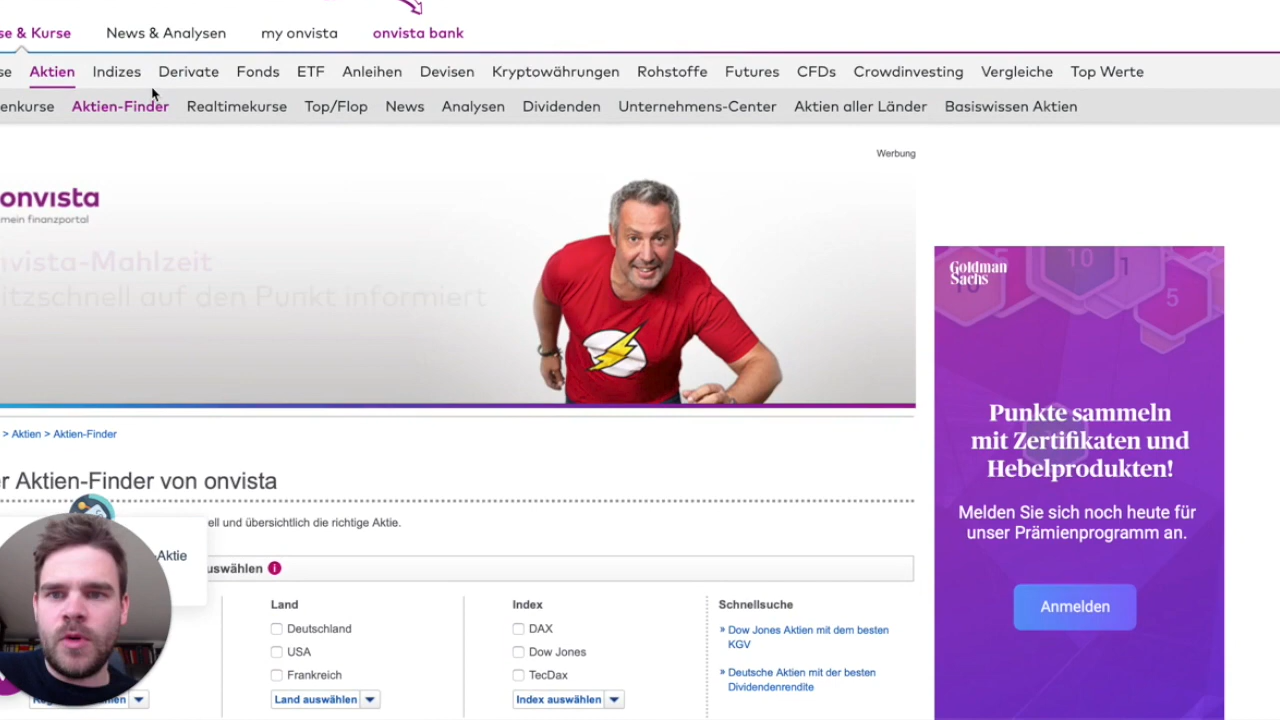 se & Kurse
News & Analysen
my onvista
onvista bank
se
Aktien
Indizes
Derivate
Fonds
ETF
Anleihen
Devisen
Kryptowährungen
Rohstoffe
Futures
CFDs
Crowdinvesting
Vergleiche
Top Werte
enkurse
Aktien-Finder
Realtimekurse
Top/Flop
News
Analysen
Dividenden
Unternehmens-Center
Aktien aller Länder
Basiswissen Aktien
Werbung
onvista
mein finanzportal
nvista-Mahlzeit
litzschnell auf den Punkt informiert
> Aktien > Aktien-Finder
r Aktien-Finder von onvista
ell und übersichtlich die richtige Aktie.
-Aktie
uswählen
Land
Deutschland
USA
Frankreich
Land auswählen
Index
DAX
Dow Jones
TecDax
Index auswählen
Schnellsuche
» Dow Jones Aktien mit dem besten
KGV
» Deutsche Aktien mit der besten
Dividendenrendite
Goldman
Sachs
10
1
5
Punkte sammeln
mit Zertifikaten und
Hebelprodukten!
Melden Sie sich noch heute für
unser Prämienprogramm an.
Anmelden